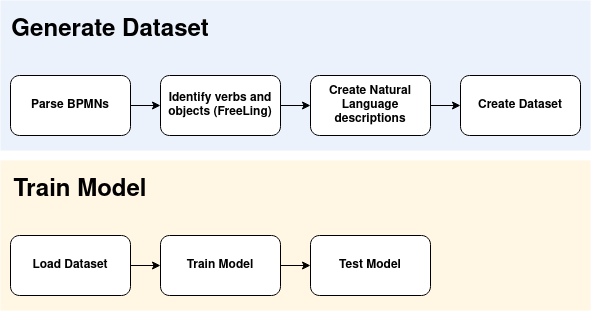 Generate Dataset
Parse BPMNs
Identify verbs and
objects (FreeLing)
Create Natural
Language
descriptions
Create Dataset
Train Model
Load Dataset
Train Model
Test Model